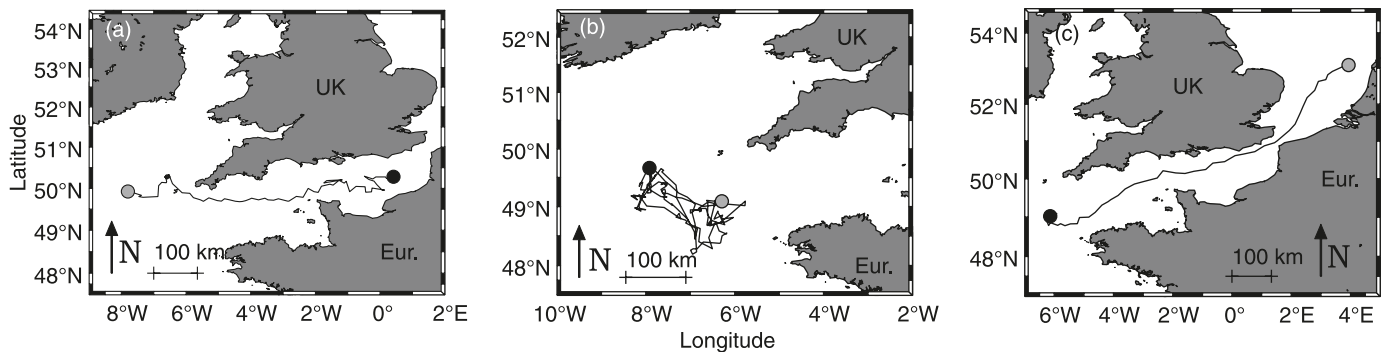 (a)
54°N
53°N
52°N
51°N
50°N
49°N
48°N
Latitude
UK
Eur.
N
100 km
8°W 6°W 4°W 2°W 0° 2°E
(b)
52°N
51°N
50°N
49°N
48°N
UK
Eur.
N
100 km
10°W 8°W 6°W 4°W 2°W
Longitude
(c)
54°N
52°N
50°N
48°N
UK
Eur.
N
100 km
6°W 4°W 2°W 0° 2°E 4°E